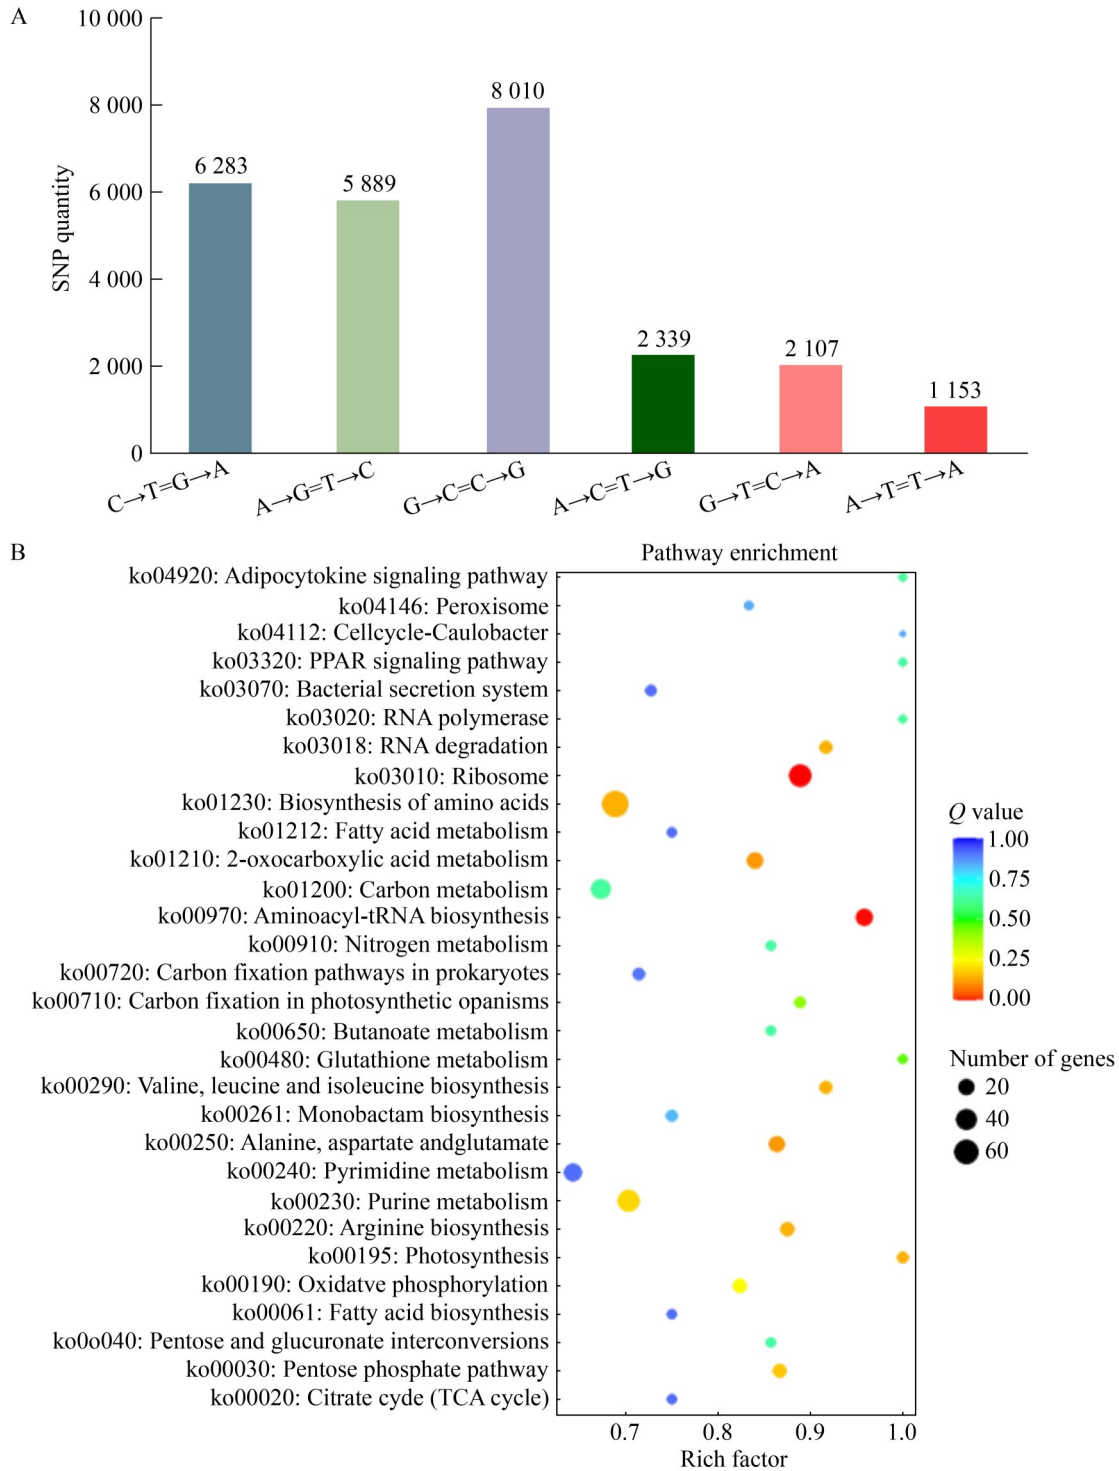 A
10 000
8 000
6 000
4 000
2 000
0
SNP quantity
6 283
5 889
8 010
2 339
2 107
1 153
C→T=G→A
A→G=T→C
G→C=C→G
A→C=T→G
G→T=C→A
A→T=T→A
B
Pathway enrichment
ko04920: Adipocytokine signaling pathway
ko04146: Peroxisome
ko04112: Cellcycle-Caulobacter
ko03320: PPAR signaling pathway
ko03070: Bacterial secretion system
ko03020: RNA polymerase
ko03018: RNA degradation
ko03010: Ribosome
ko01230: Biosynthesis of amino acids
ko01212: Fatty acid metabolism
ko01210: 2-oxocarboxylic acid metabolism
ko01200: Carbon metabolism
ko00970: Aminoacyl-tRNA biosynthesis
ko00910: Nitrogen metabolism
ko00720: Carbon fixation pathways in prokaryotes
ko00710: Carbon fixation in photosynthetic opanisms
ko00650: Butanoate metabolism
ko00480: Glutathione metabolism
ko00290: Valine, leucine and isoleucine biosynthesis
ko00261: Monobactam biosynthesis
ko00250: Alanine, aspartate andglutamate
ko00240: Pyrimidine metabolism
ko00230: Purine metabolism
ko00220: Arginine biosynthesis
ko00195: Photosynthesis
ko00190: Oxidatve phosphorylation
ko00061: Fatty acid biosynthesis
ko0o040: Pentose and glucuronate interconversions
ko00030: Pentose phosphate pathway
ko00020: Citrate cyde (TCA cycle)
0.7 0.8 0.9 1.0
Rich factor
Q value
1.00
0.75
0.50
0.25
0.00
Number of genes
20
40
60